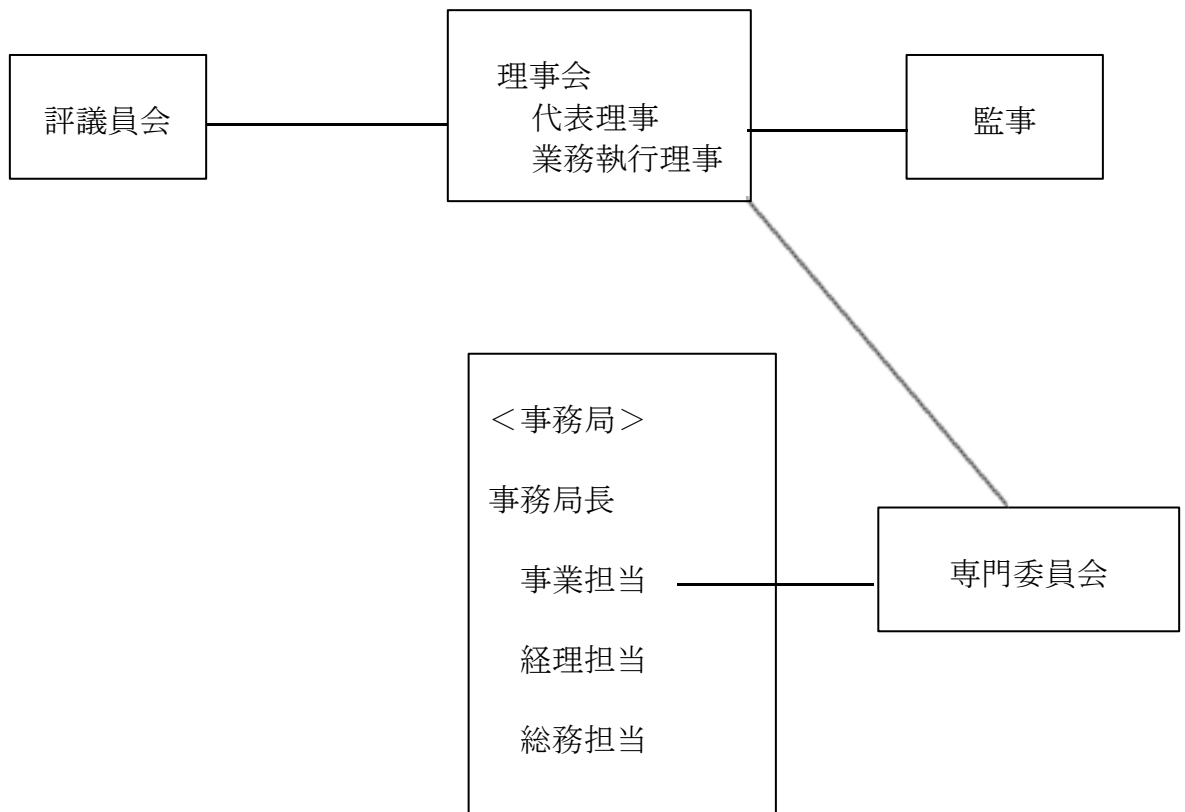 評議員会
理事会
代表理事
業務執行理事
監事
＜事務局＞
事務局長
事業担当
経理担当
総務担当
専門委員会